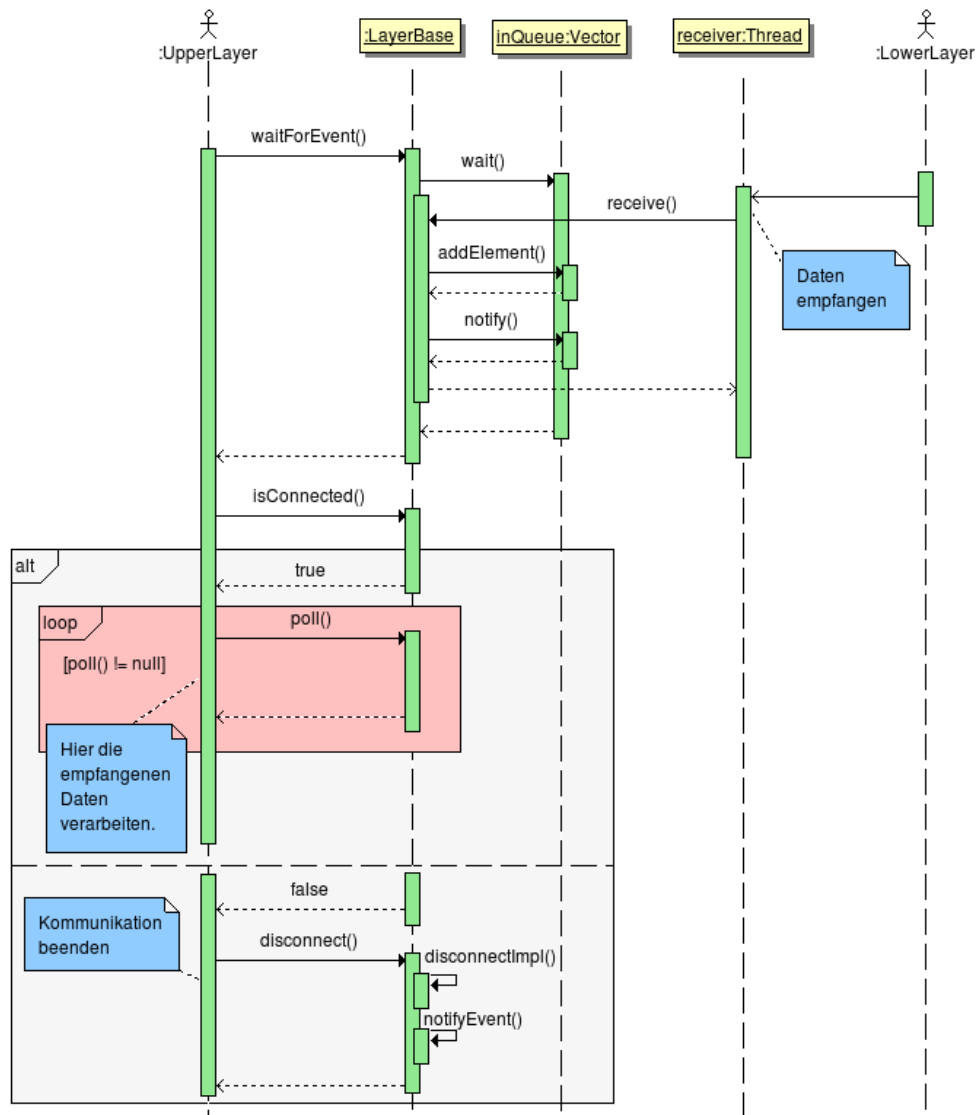 :UpperLayer
:LayerBase
inQueue:Vector
receiver:Thread
:LowerLayer
waitForEvent()
wait()
receive()
addElement()
Daten
empfangen
notify()
isConnected()
alt
true
loop
poll()
[poll() != null]
Hier die
empfangenen
Daten
verarbeiten.
false
Kommunikation
beenden
disconnect()
disconnectImpl()
notifyEvent()